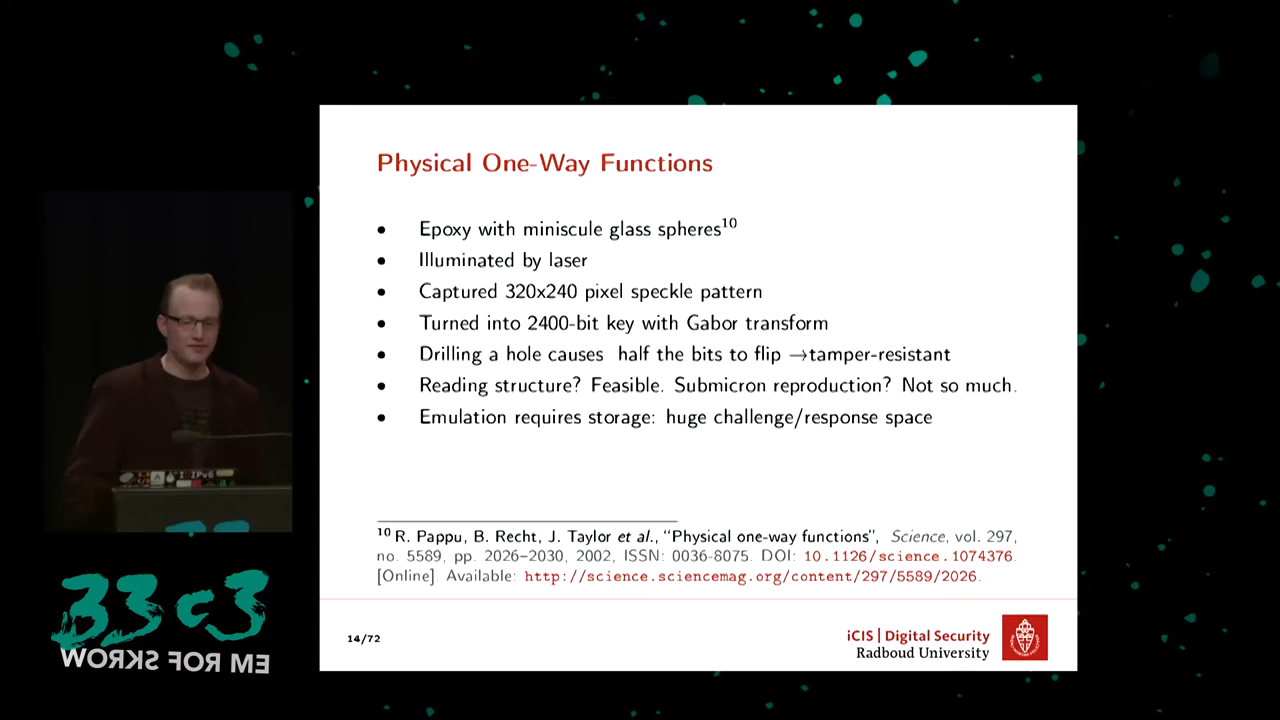 Physical One-Way Functions
• Epoxy with miniscule glass spheres10
• Illuminated by laser
• Captured 320x240 pixel speckle pattern
• Turned into 2400-bit key with Gabor transform
• Drilling a hole causes half the bits to flip →tamper-resistant
• Reading structure? Feasible. Submicron reproduction? Not so much.
• Emulation requires storage: huge challenge/response space
10 R. Pappu, B. Recht, J. Taylor et al., “Physical one-way functions”, Science, vol. 297,
no. 5589, pp. 2026–2030, 2002, ISSN: 0036-8075. DOI: 10.1126/science.1074376.
[Online]. Available: http://science.sciencemag.org/content/297/5589/2026.
14/72
iCIS | Digital Security
Radboud University
IPv6
33c3
WORKS FOR ME